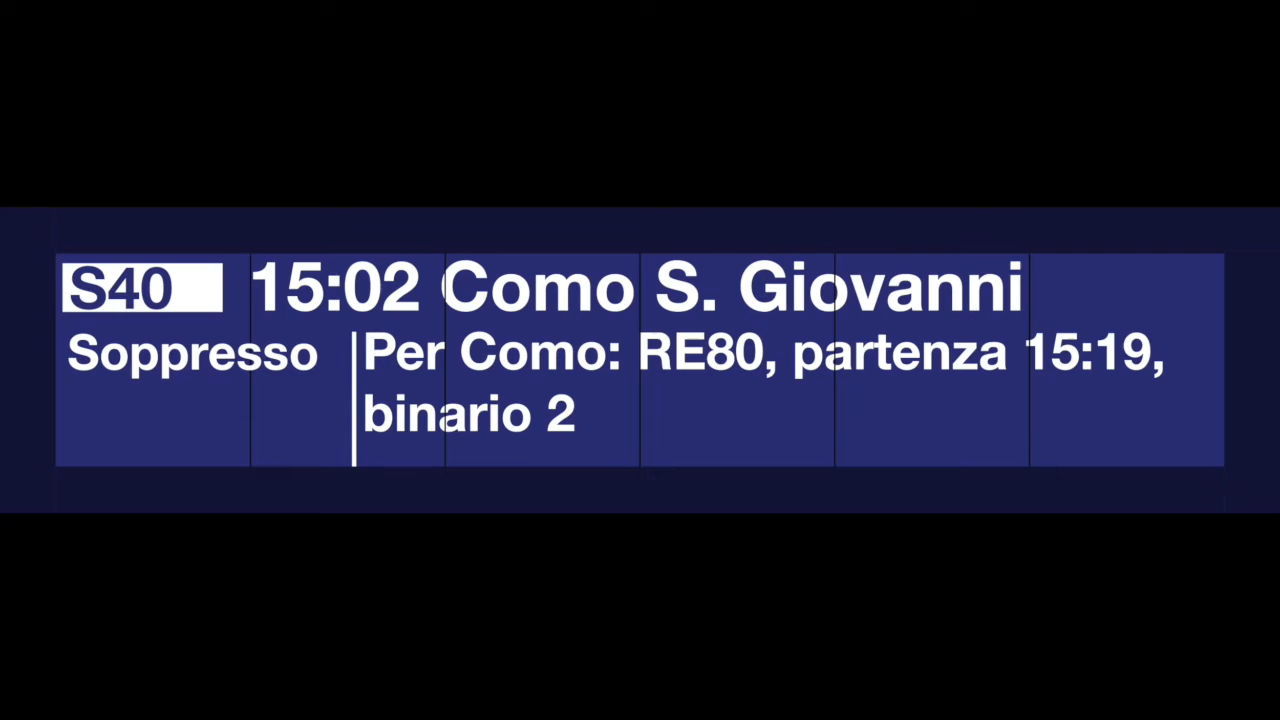 S40 15:02 Como S. Giovanni
Soppresso Per Como: RE80, partenza 15:19,
binario 2